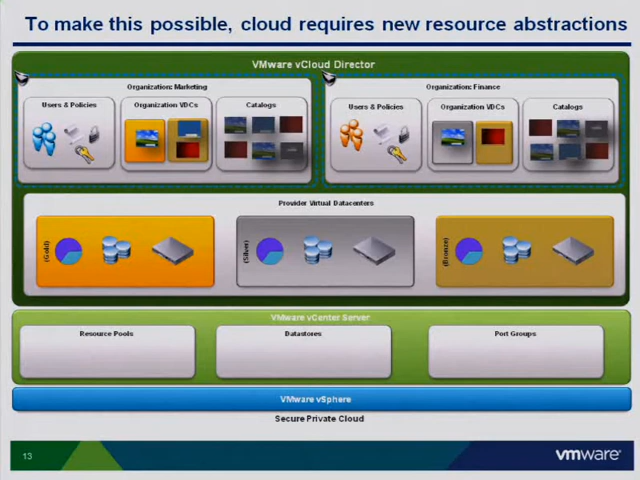 To make this possible, cloud requires new resource abstractions
VMware vCloud Director
Organization: Marketing
Organization: Finance
Users & Policies
Organization VDCs
Catalogs
Users & Policies
Organization VDCs
Catalogs
Provider Virtual Datacenters
(Gold)
(Silver)
(Bronze)
VMware vCenter Server
Resource Pools
Datastores
Port Groups
VMware vSphere
Secure Private Cloud
13
vmware